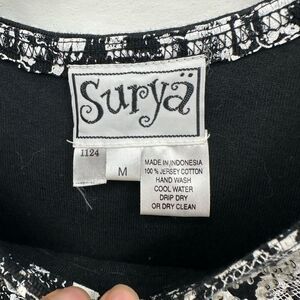 Suryä
1124
M
MADE IN INDONESIA
100% JERSEY COTTON
HAND WASH
COOL WATER
DRIP DRY
OR DRY CLEAN